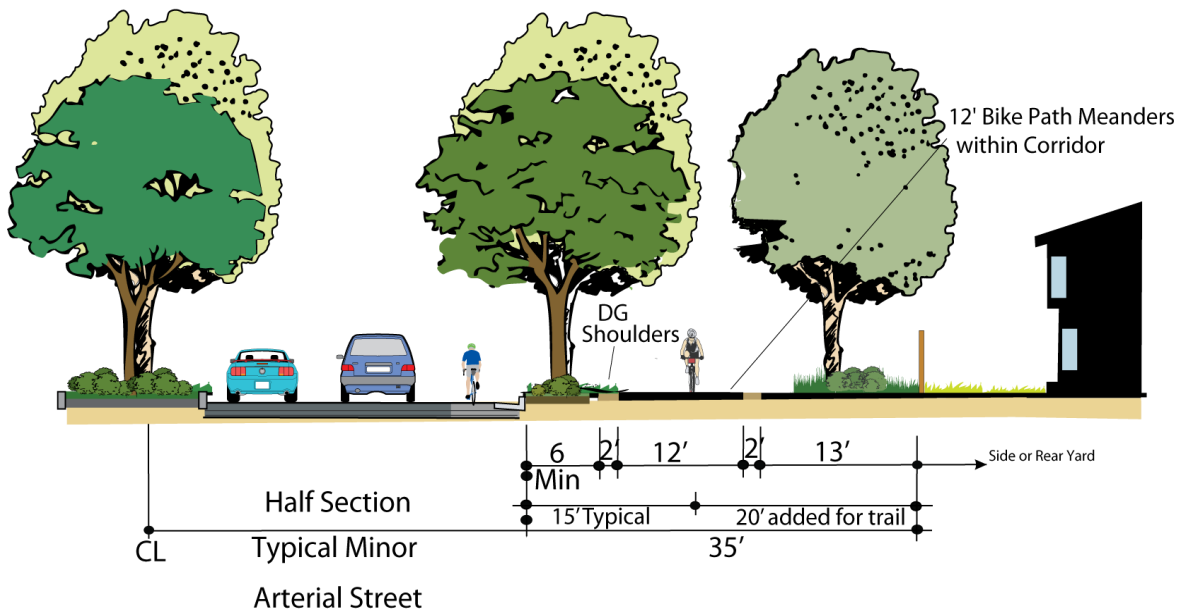 12' Bike Path Meanders
within Corridor
DG
Shoulders
6
Min
2'
12'
2'
13'
Side or Rear Yard
Half Section
15' Typical
20' added for trail
CL
Typical Minor
35'
Arterial Street